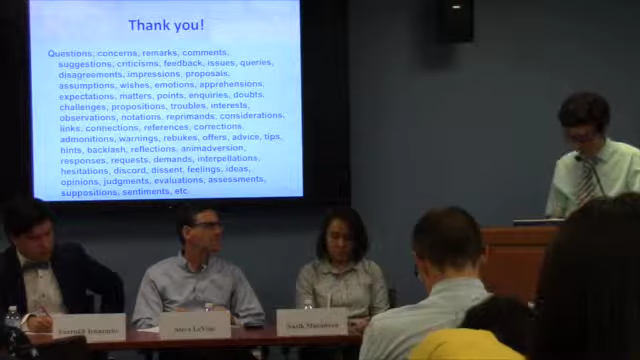 Thank you!
Questions, concerns, remarks, comments,
suggestions, criticisms, feedback, issues, queries,
disagreements, impressions, proposals,
assumptions, wishes, emotions, apprehensions,
expectations, matters, points, enquiries, doubts,
challenges, propositions, troubles, interests,
observations, notations, reprimands, considerations,
links, connections, references, corrections,
admonitions, warnings, rebukes, offers, advice, tips,
hints, backlash, reflections, animadversion,
responses, requests, demands, interpellations,
hesitations, discord, dissent, feelings, ideas,
opinions, judgments, evaluations, assessments,
suppositions, sentiments, etc.
Steve LeVine